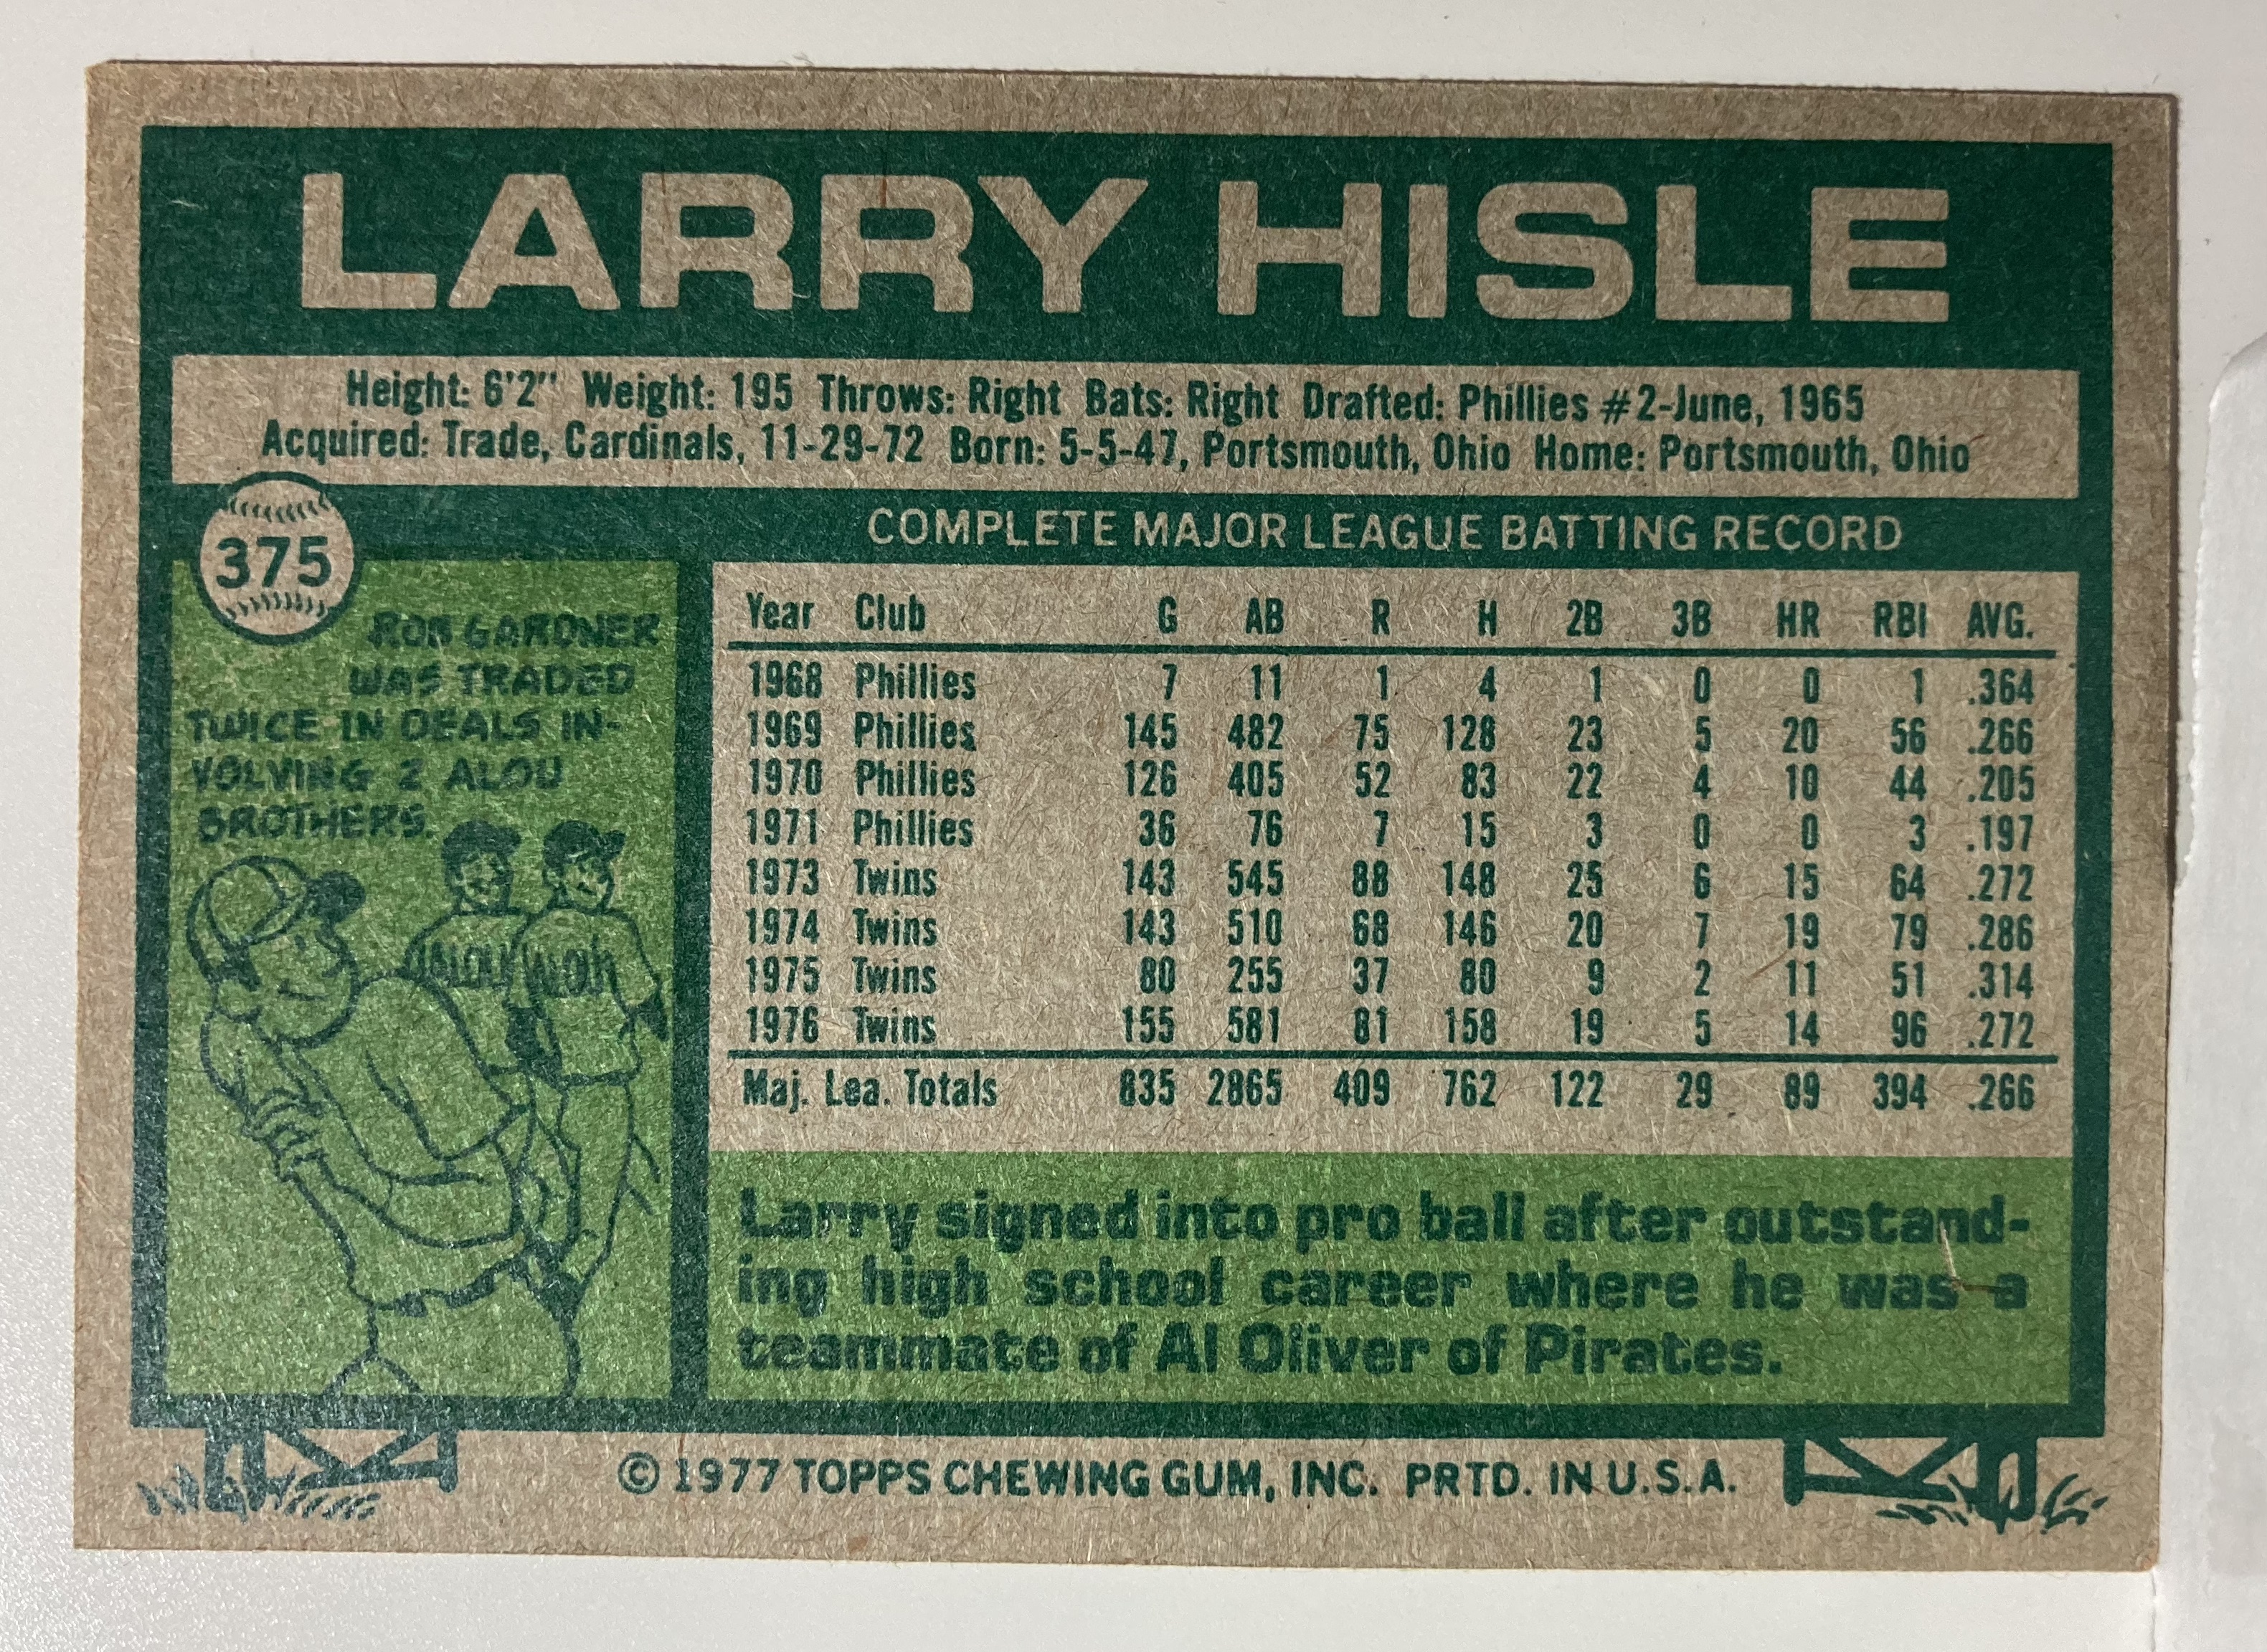 LARRY HISLE
Height: 6'2" Weight: 195 Throws: Right Bats: Right Drafted: Phillies #2-June, 1965
Acquired: Trade, Cardinals, 11-29-72 Born: 5-5-47, Portsmouth, Ohio Home: Portsmouth, Ohio
375
ROB GARDNER
WAS TRADED
TWICE IN DEALS IN-
VOLVING 2 ALOU
BROTHERS.
ALOU ALOU
COMPLETE MAJOR LEAGUE BATTING RECORD
Year Club G AB R H 2B 3B HR RBI AVG.
1968 Phillies 7 11 1 4 1 0 0 1 .364
1969 Phillies 145 482 75 128 23 5 20 56 .266
1970 Phillies 126 405 52 83 22 4 10 44 .205
1971 Phillies 36 76 7 15 3 0 0 3 .197
1973 Twins 143 545 88 148 25 6 15 64 .272
1974 Twins 143 510 68 146 20 7 19 79 .286
1975 Twins 80 255 37 80 9 2 11 51 .314
1976 Twins 155 581 81 158 19 5 14 96 .272
Maj. Lea. Totals 835 2865 409 762 122 29 89 394 .266
Larry signed into pro ball after outstand-
ing high school career where he was a
teammate of Al Oliver of Pirates.
© 1977 TOPPS CHEWING GUM, INC. PRTD. IN U.S.A.